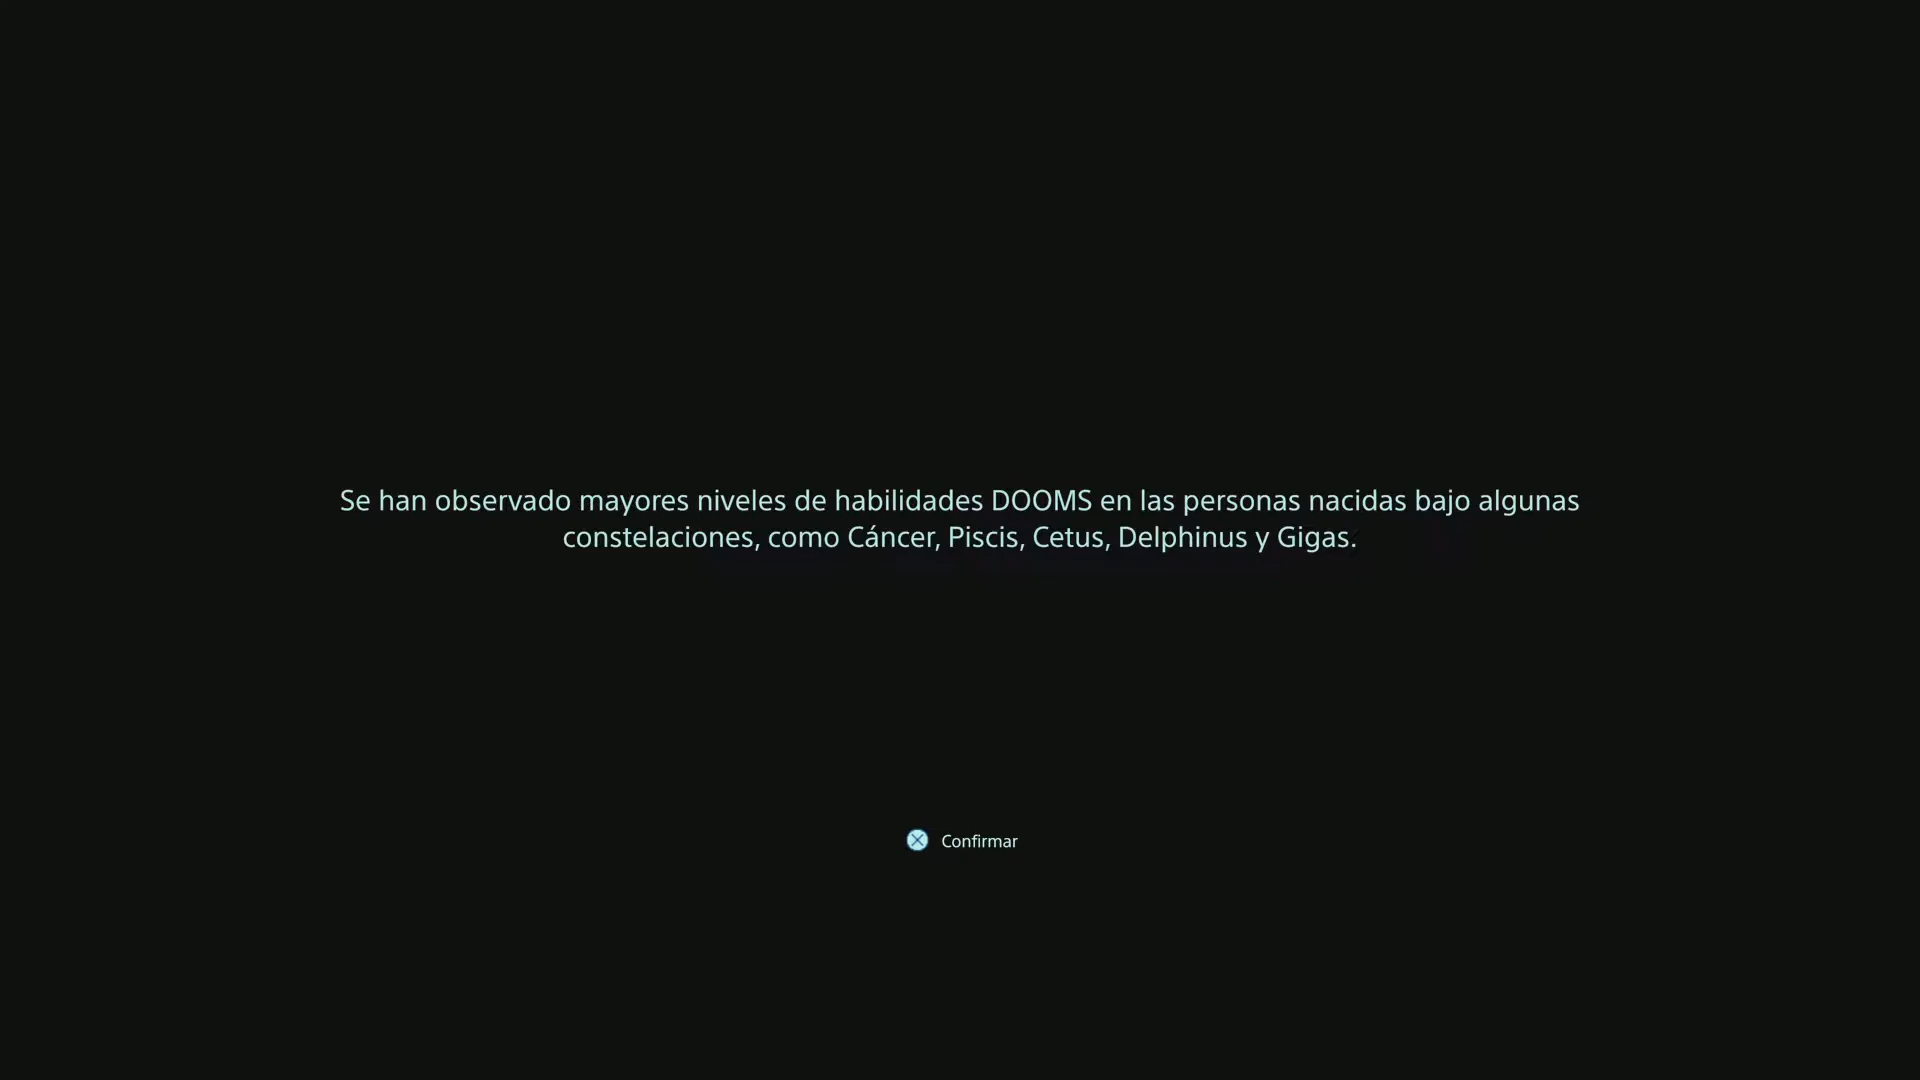 Se han observado mayores niveles de habilidades DOOMS en las personas nacidas bajo algunas
constelaciones, como Cáncer, Piscis, Cetus, Delphinus y Gigas.
Confirmar